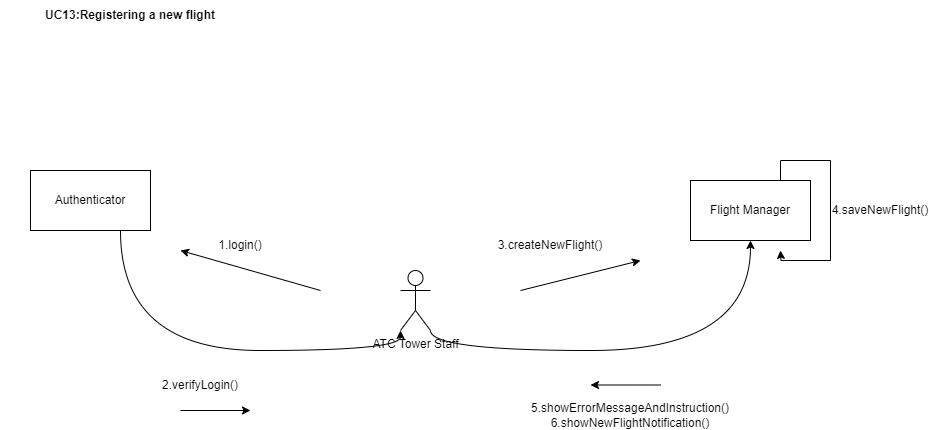 UC13:Registering a new flight
Authenticator
Flight Manager
4.saveNewFlight()
1.login()
3.createNewFlight()
ATC Tower Staff
2.verifyLogin()
5.showErrorMessageAndInstruction()
6.showNewFlightNotification()